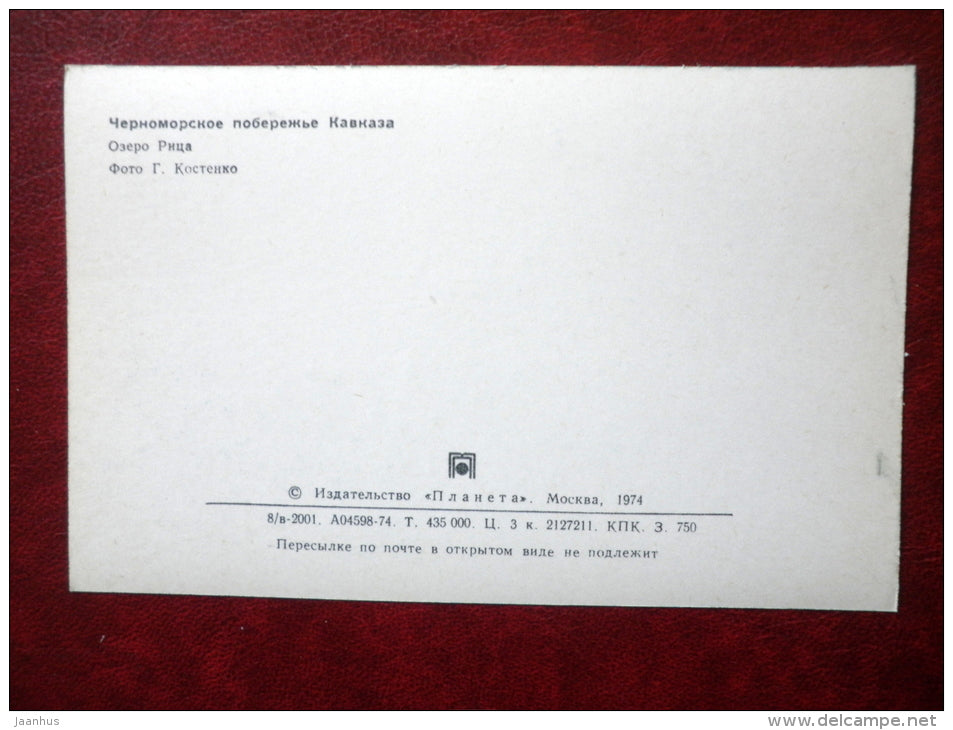 Черноморское побережье Кавказа
Озеро Рица
Фото Г. Костенко
© Издательство «Планета». Москва, 1974
8/в-2001. А04598-74. Т. 435 000. Ц. 3 к. 2127211. КПК. З. 750
Пересылке по почте в открытом виде не подлежит
jaanhus
www.delcampe.net